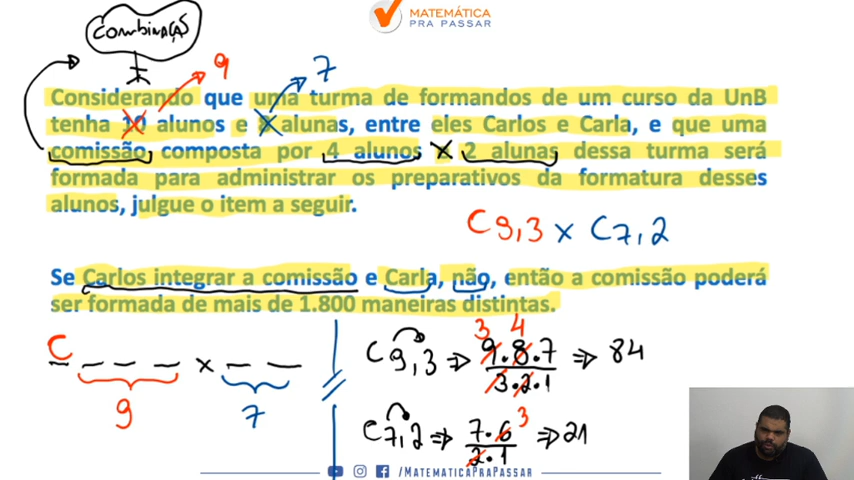 MATEMÁTICA
PRA PASSAR
COMBINAÇÃO
9
7
Considerando que uma turma de formandos de um curso da UnB
tenha 10 alunos e alunas, entre eles Carlos e Carla, e que uma
comissão composta por 4 alunos 2 alunas dessa turma será
formada para administrar os preparativos da formatura desses
alunos, julgue o item a seguir.
C9,3 x C7,2
Se Carlos integrar a comissão e Carla, não, então a comissão poderá
ser formada de mais de 1.800 maneiras distintas.
C
_ _ _ _ x _ _
9
7
3 4
C9,3 => 9.8.7 => 84
3.2.1
3
C7,2 => 7.6 => 21
2.1
/MATEMATICAPRAPASSAR